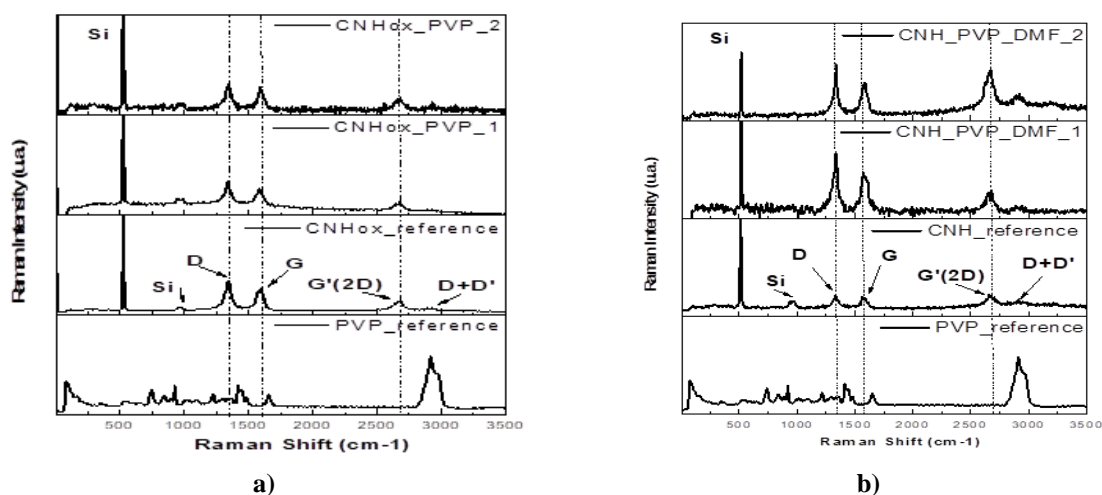 Raman Intensity (u.a)
CNHox_PVP_2
Si
CNHox_PVP_1
CNHox_reference
D
G
Si
G'(2D)
D+D'
PVP_reference
0 500 1000 1500 2000 2500 3000 3500
Raman Shift (cm-1)
a)
Raman Intensity (u.a.)
CNH_PVP_DMF_2
Si
CNH_PVP_DMF_1
CNH_reference
D
G
Si
G'(2D)
D+D'
PVP_reference
500 1000 1500 2000 2500 3000 3500
Raman Shift (cm-1)
b)